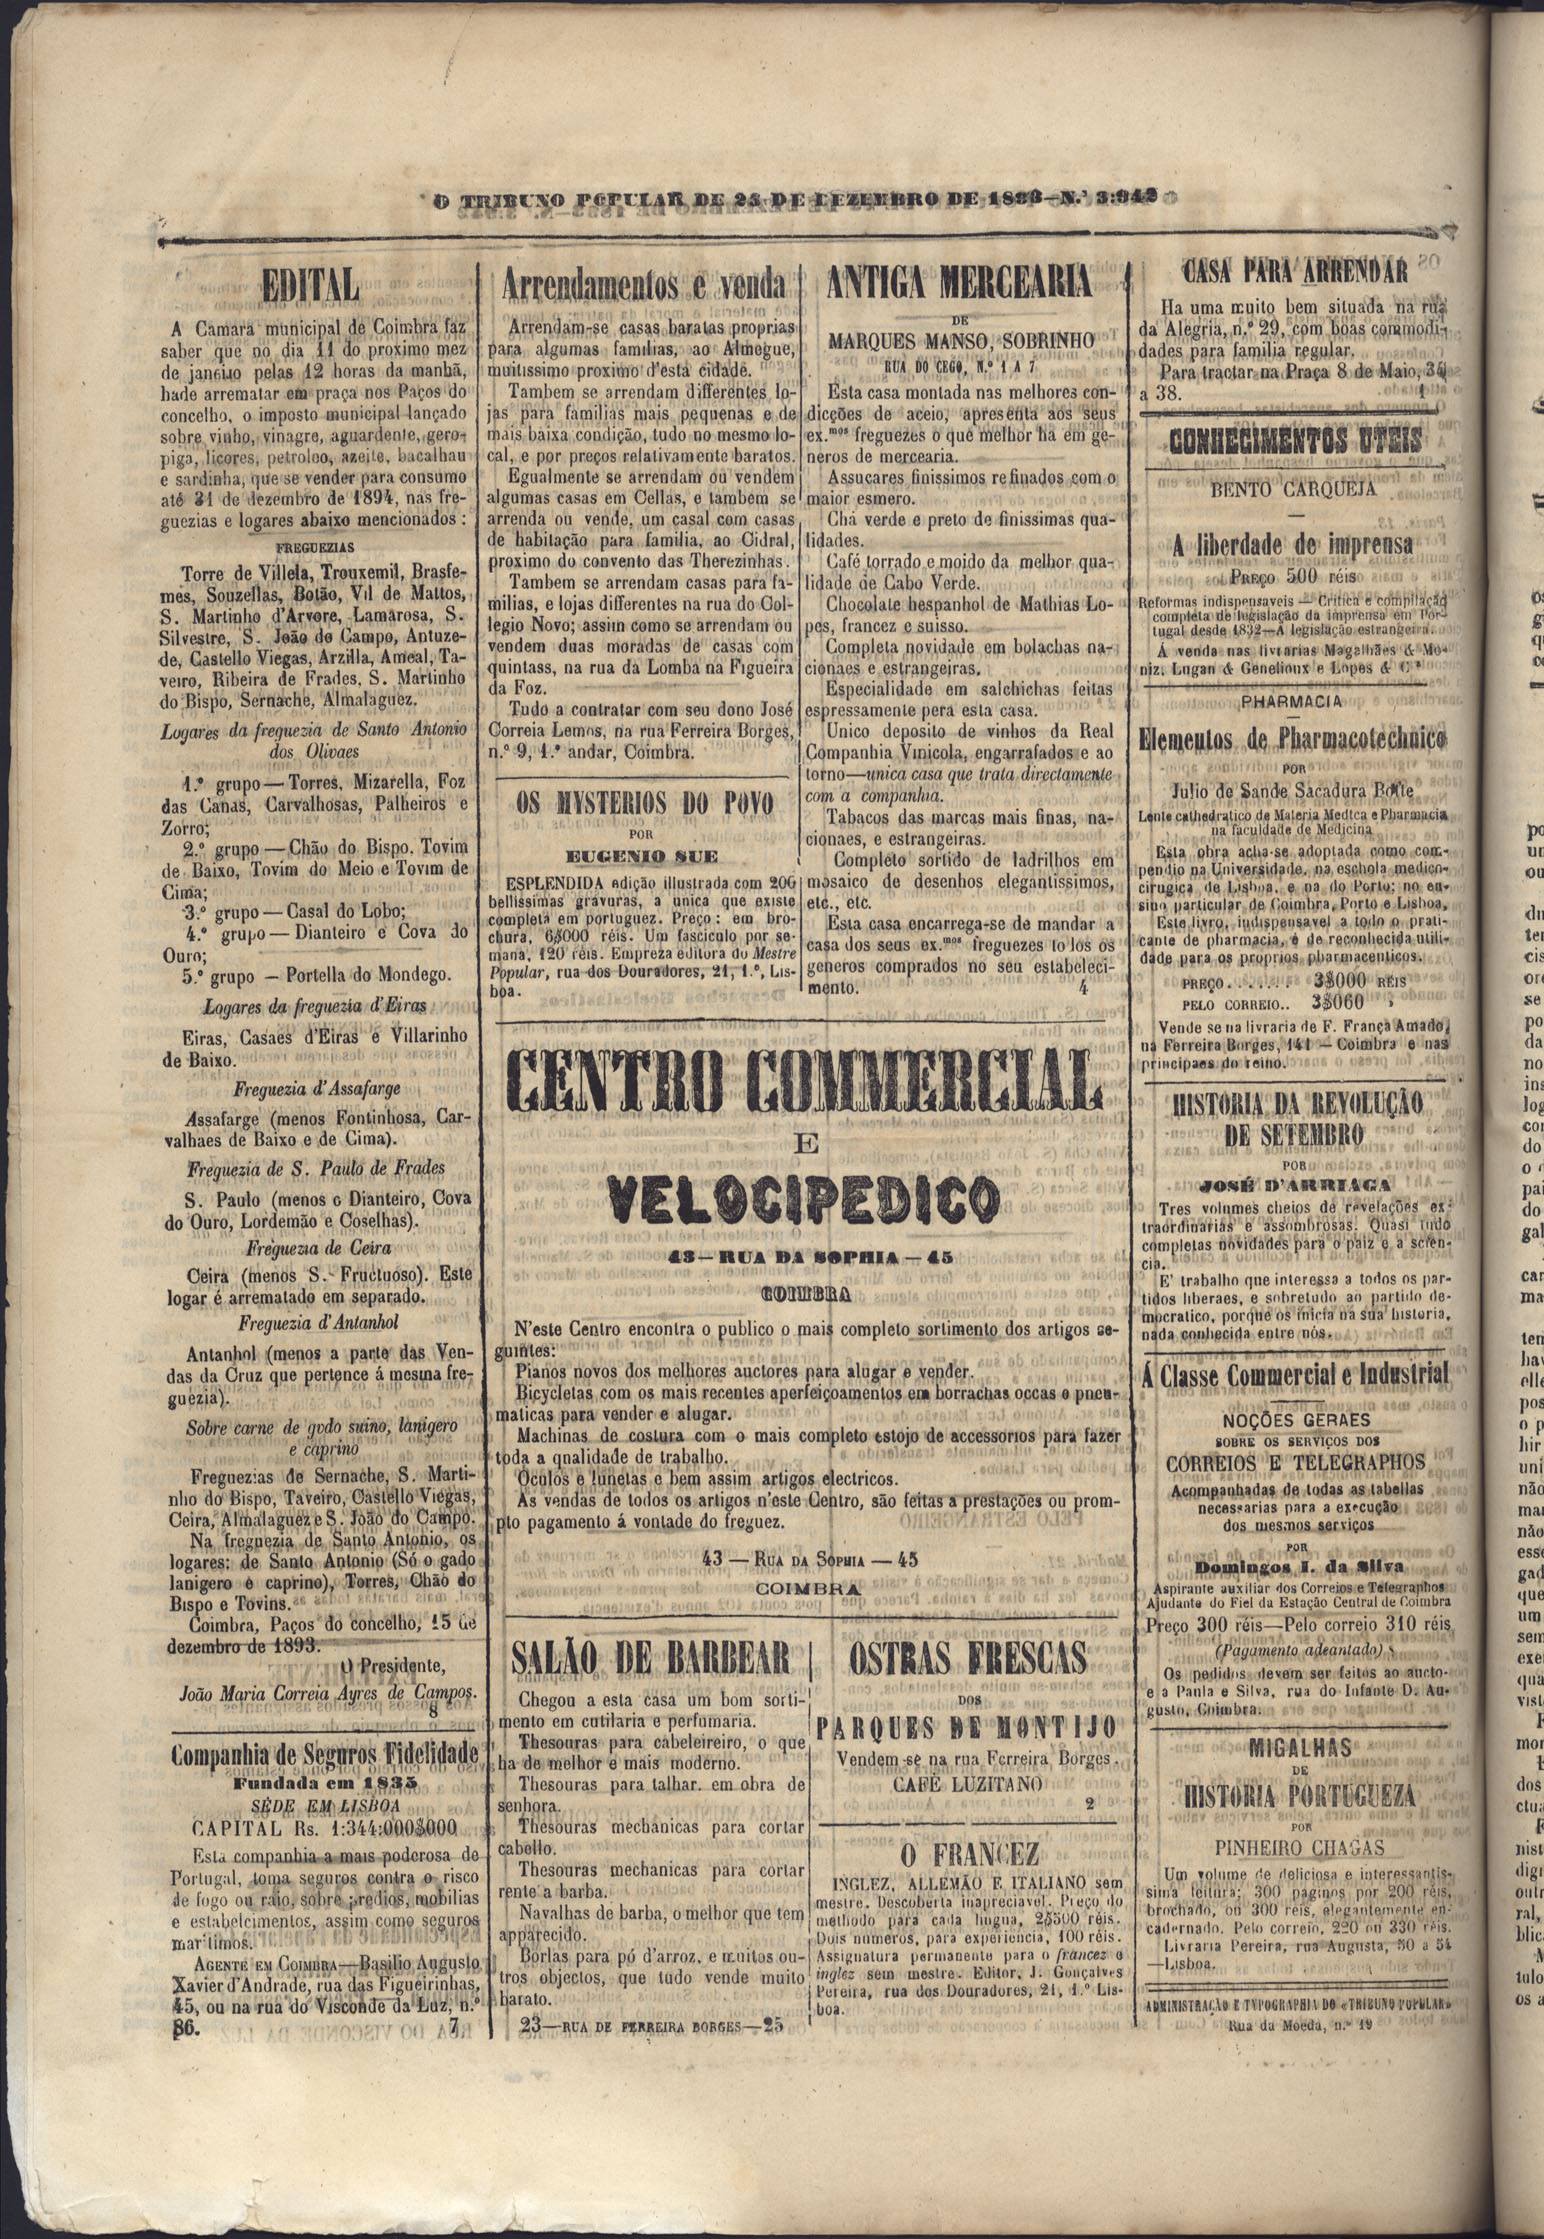 O TRIBUNO POPULAR DE 23 DE DEZEMBRO DE 1893—N.º 3:942
EDITAL
A Camara municipal de Coimbra faz
saber que no dia 11 do proximo mez
de janeiro pelas 12 horas da manhã,
hade arrematar em praça nos Paços do
concelho, o imposto municipal lançado
sobre vinho, vinagre, aguardente, gero-
piga, licores, petroleo, azeite, bacalhau
e sardinha, que se vender para consumo
até 31 de dezembro de 1894, nas fre-
guezias e logares abaixo mencionados:
FREGUEZIAS
Torre de Villela, Trouxemil, Brasfe-
mes, Souzellas, Botão, Vil de Mattos,
S. Martinho d'Arvore, Lamarosa, S.
Silvestre, S. João do Campo, Antuze-
de, Castello Viegas, Arzilla, Ameal, Ta-
veiro, Ribeira de Frades, S. Martinho
do Bispo, Sernache, Almalaguez.
Logares da freguezia de Santo Antonio
dos Olivaes
1.º grupo—Torres, Mizarella, Foz
das Canas, Carvalhosas, Palheiros e
Zorro;
2.º grupo—Chão do Bispo, Tovim
de Baixo, Tovim do Meio e Tovim de
Cima;
3.º grupo—Casal do Lobo;
4.º grupo—Dianteiro e Cova do
Ouro;
5.º grupo — Portella do Mondego.
Logares da freguezia d'Eiras
Eiras, Casaes d'Eiras e Villarinho
de Baixo.
Freguezia d'Assafarge
Assafarge (menos Fontinhosa, Car-
valhaes de Baixo e de Cima).
Freguezia de S. Paulo de Frades
S. Paulo (menos o Dianteiro, Cova
do Ouro, Lordemão e Coselhas).
Freguezia de Ceira
Ceira (menos S. Fructuoso). Este
logar é arrematado em separado.
Freguezia d'Antanhol
Antanhol (menos a parte das Ven-
das da Cruz que pertence á mesma fre-
guezia).
Sobre carne de gado suino, lanigero
e caprino
Freguezias de Sernache, S. Marti-
nho do Bispo, Taveiro, Castello Viegas,
Ceira, Almalaguez e S. João do Campo.
Na freguezia de Santo Antonio, os
logares: de Santo Antonio (Só o gado
lanigero e caprino), Torres, Chão do
Bispo e Tovins.
Coimbra, Paços do concelho, 15 de
dezembro de 1893.
O Presidente,
João Maria Correia Ayres de Campos.
8
Companhia de Seguros Fidelidade
Fundada em 1835
SÉDE EM LISBOA
CAPITAL Rs. 1:344:000$000
Esta companhia a mais poderosa de
Portugal, toma seguros contra o risco
de fogo ou raio, sobre predios, mobilias
e estabelcimentos, assim como seguros
maritimos.
AGENTE EM COIMBRA—Basilio Augusto
Xavier d'Andrade, rua das Figueirinhas,
45, ou na rua do Visconde da Luz, n.º
86. 7
Arrendamentos e venda
Arrendam-se casas baratas proprias
para algumas familias, ao Almegue,
muitissimo proximo d'esta cidade.
Tambem se arrendam differentes lo-
jas para familias mais pequenas e de
mais baixa condição, tudo no mesmo lo-
cal, e por preços relativamente baratos.
Egualmente se arrendam ou vendem
algumas casas em Cellas, e tambem se
arrenda ou vende, um casal com casas
de habitação para familia, ao Cidral,
proximo do convento das Therezinhas.
Tambem se arrendam casas para fa-
milias, e lojas differentes na rua do Col-
legio Novo; assim como se arrendam ou
vendem duas moradas de casas com
quintass, na rua da Lomba na Figueira
da Foz.
Tudo a contratar com seu dono José
Correia Lemos, na rua Ferreira Borges,
n.º 9, 1.º andar, Coimbra.
OS MYSTERIOS DO POVO
POR
EUGENIO SUE
ESPLENDIDA edição illustrada com 200
bellissimas gravuras, a unica que existe
completa em portuguez. Preço: em bro-
chura, 6$000 réis. Um fasciculo por se-
mana, 120 réis. Empreza editora do Mestre
Popular, rua dos Douradores, 21, 1.º, Lis-
boa.
ANTIGA MERCEARIA
DE
MARQUES MANSO, SOBRINHO
RUA DO CEGO, N.º 1 A 7
Esta casa montada nas melhores con-
dicções de aceio, apresenta aos seus
ex.mos freguezes o que melhor ha em ge-
neros de mercearia.
Assucares finissimos refinados com o
maior esmero.
Chá verde e preto de finissimas qua-
lidades.
Café torrado e moido da melhor qua-
lidade de Cabo Verde.
Chocolate hespanhol de Mathias Lo-
pes, francez e suisso.
Completa novidade em bolachas na-
cionaes e estrangeiras.
Especialidade em salchichas feitas
espressamente pera esta casa.
Unico deposito de vinhos da Real
Companhia Vinicola, engarrafados e ao
torno—unica casa que trata directamente
com a companhia.
Tabacos das marcas mais finas, na-
cionaes, e estrangeiras.
Completo sortido de ladrilhos em
mosaico de desenhos elegantissimos,
etc., etc.
Esta casa encarrega-se de mandar a
casa dos seus ex.mos freguezes to los os
generos comprados no seu estabeleci-
mento. 4
CENTRO COMMERCIAL
E
VELOCIPEDICO
43—RUA DA SOPHIA—45
COIMBRA
N'este Centro encontra o publico o mais completo sortimento dos artigos se-
guintes:
Pianos novos dos melhores auctores para alugar e vender.
Bicycletas com os mais recentes aperfeiçoamentos em borrachas occas e pneu-
maticas para vender e alugar.
Machinas de costura com o mais completo estojo de accessorios para fazer
toda a qualidade de trabalho.
Oculos e lunetas e bem assim artigos electricos.
As vendas de todos os artigos n'este Centro, são feitas a prestações ou prom-
pto pagamento á vontade do freguez.
43 — RUA DA SOPHIA — 45
COIMBRA
SALÃO DE BARBEAR
Chegou a esta casa um bom sorti-
mento em cutilaria e perfumaria.
Thesouras para cabeleireiro, o que
ha de melhor e mais moderno.
Thesouras para talhar em obra de
senhora.
Thesouras mechanicas para cortar
cabello.
Thesouras mechanicas para cortar
rente a barba.
Navalhas de barba, o melhor que tem
apparecido.
Borlas para pó d'arroz, e muitos ou-
tros objectos, que tudo vende muito
barato.
23—RUA DE FERREIRA BORGES—25
OSTRAS FRESCAS
DOS
PARQUES DE MONTIJO
Vendem-se na rua Ferreira Borges.
CAFÉ LUZITANO
2
O FRANCEZ
INGLEZ, ALLEMÃO E ITALIANO sem
mestre. Descoberta inapreciavel. Preço do
methodo para cada lingua, 2$500 réis.
Dois numeros, para experiencia, 100 réis.
Assignatura permanente para o francez e
inglez sem mestre. Editor, J. Gonçalves
Pereira, rua dos Douradores, 21, 1.º Lis-
boa.
CASA PARA ARRENDAR
Ha uma muito bem situada na rua
da Alegria, n.º 29, com boas commodi-
dades para familia regular.
Para tractar na Praça 8 de Maio, 34
a 38. 1
CONHECIMENTOS UTEIS
BENTO CARQUEJA
A liberdade de imprensa
PREÇO 500 réis
Reformas indispensaveis — Critica e compilação
completa de legislação da imprensa em Por-
tugal desde 1832—A legislação estrangeira.
Á venda nas livrarias Magalhães & Mo-
niz, Lugan & Genelioux e Lopes & C.ª
PHARMACIA
Elementos de Pharmacotechnico
POR
Julio de Sande Sacadura Botte
Lente cathedratico de Materia Medica e Pharmacia
na faculdade de Medicina
Esta obra acha-se adoptada como com-
pendio na Universidade, na eschola medico-
cirugica de Lisboa, e na do Porto; no en-
sino particular de Coimbra, Porto e Lisboa.
Este livro, indispensavel a todo o prati-
cante de pharmacia, é de reconhecida utili-
dade para os proprios pharmaceuticos.
PREÇO....... 3$000 RÉIS
PELO CORREIO.. 3$060 »
Vende se na livraria de F. França Amado,
na Ferreira Borges, 141 — Coimbra e nas
principaes do reino.
HISTORIA DA REVOLUÇÃO
DE SETEMBRO
POR
JOSÉ D'ARRIAGA
Tres volumes cheios de revelações ex-
traordinarias e assombrosas. Quasi tudo
completas novidades para o paiz e a scien-
cia.
E' trabalho que interessa a todos os par-
tidos liberaes, e sobretudo ao partido de-
mocratico, porque os inicia na sua historia,
nada conhecida entre nós.
Á Classe Commercial e Industrial
NOÇÕES GERAES
SOBRE OS SERVIÇOS DOS
CORREIOS E TELEGRAPHOS
Acompanhadas de todas as tabellas
necessarias para a execução
dos mesmos serviços
POR
Domingos I. da Silva
Aspirante auxiliar dos Correios e Telegraphos
Ajudante do Fiel da Estação Central de Coimbra
Preço 300 réis—Pelo correio 310 réis
(Pagamento adeantado)
Os pedidos devem ser feitos ao aucto-
e a Paula e Silva, rua do Infante D. Au-
gusto, Coimbra.
MIGALHAS
DE
HISTORIA PORTUGUEZA
POR
PINHEIRO CHAGAS
Um volume de deliciosa e interessantis-
sima leitura; 300 paginos por 200 réis,
brochado, ou 300 réis, elegantemente en-
cadernado. Pelo correio, 220 ou 330 réis.
Livraria Pereira, rua Augusta, 50 a 54
—Lisboa.
ADMINISTRAÇÃO E TYPOGRAPHIA DO «TRIBUNO POPULAR»
Rua da Moeda, n.º 19